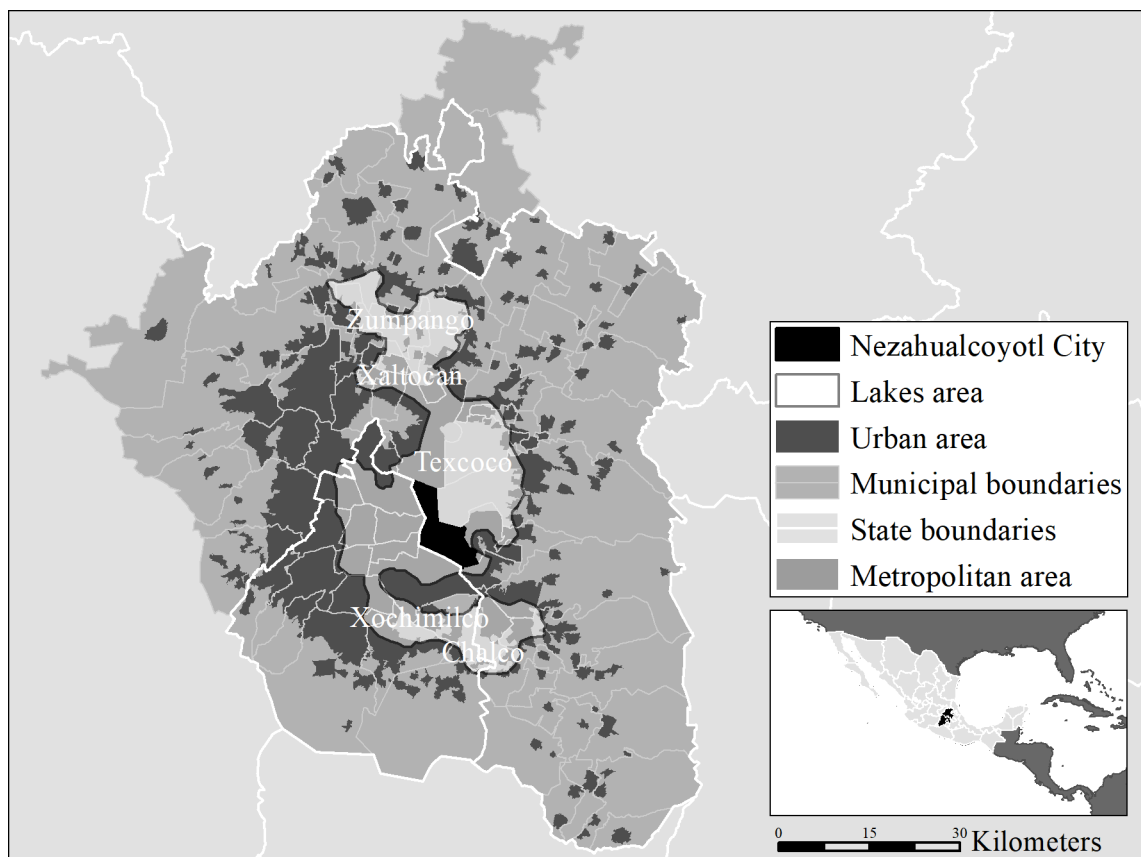 Zumpango
Xaltocan
Texcoco
Xochimilco
Chalco
Nezahualcoyotl City
Lakes area
Urban area
Municipal boundaries
State boundaries
Metropolitan area
0 15 30 Kilometers